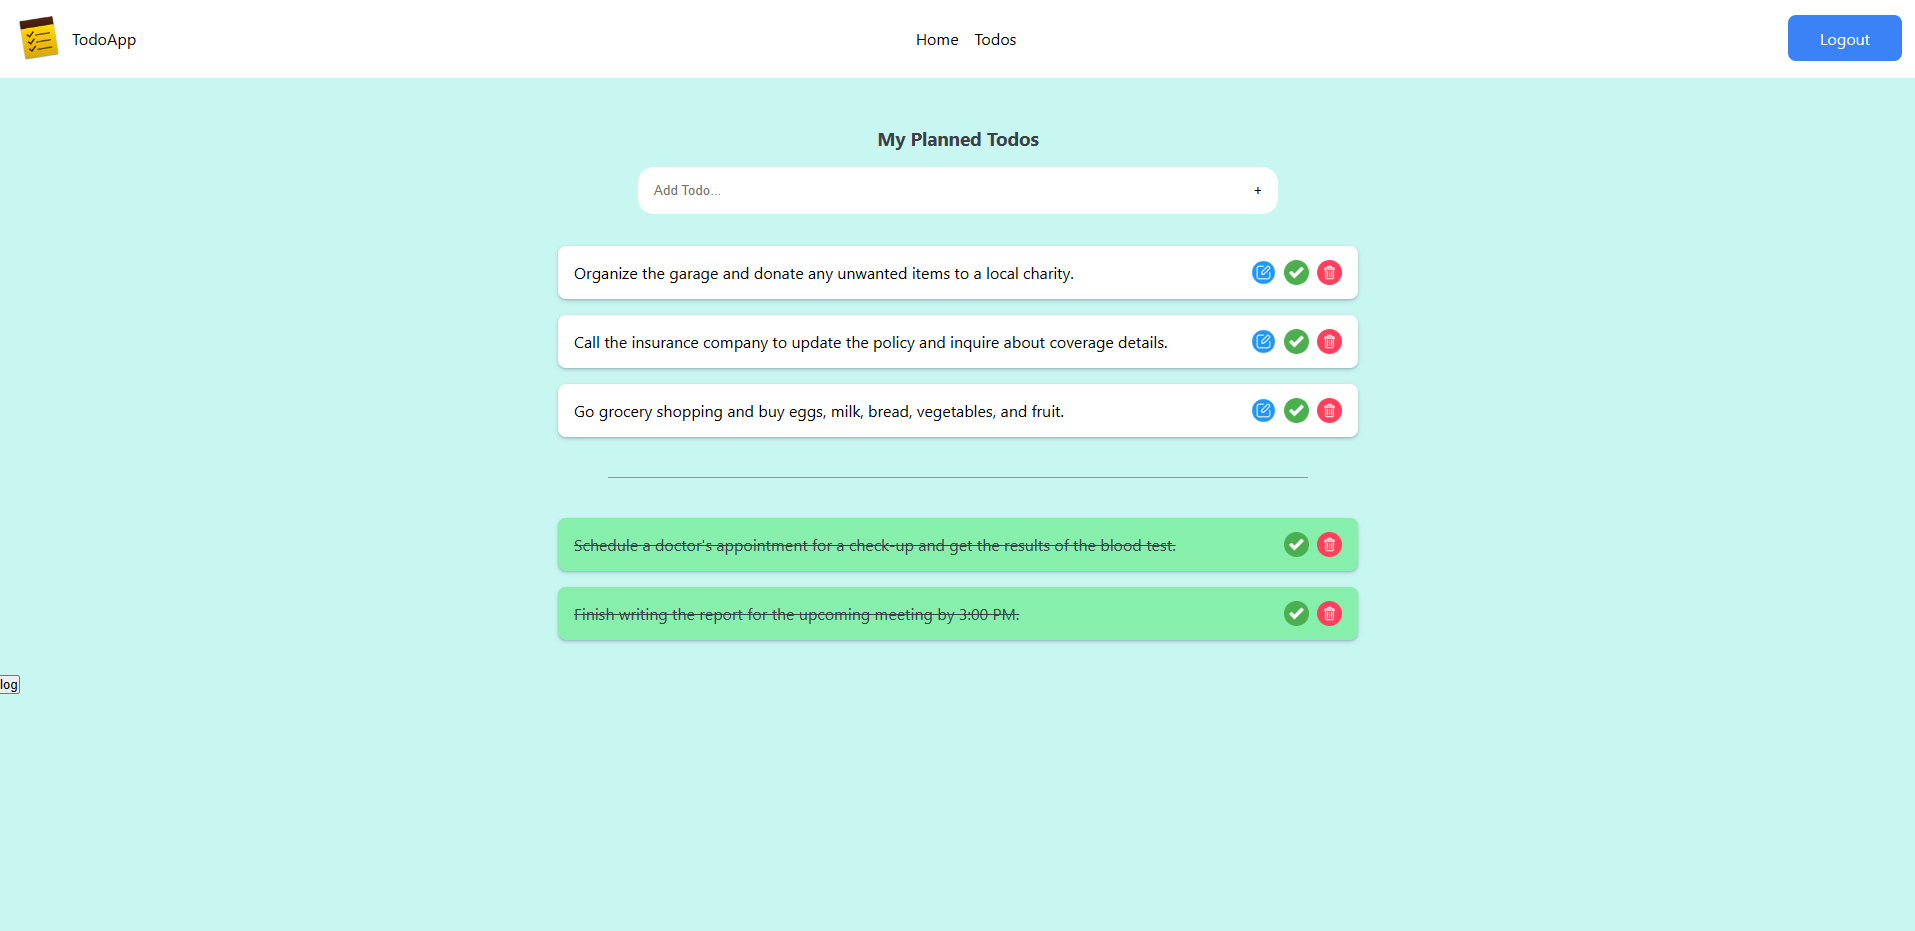 TodoApp
Home Todos
Logout
My Planned Todos
Add Todo... +
Organize the garage and donate any unwanted items to a local charity.
Call the insurance company to update the policy and inquire about coverage details.
Go grocery shopping and buy eggs, milk, bread, vegetables, and fruit.
Schedule a doctor's appointment for a check-up and get the results of the blood test.
Finish writing the report for the upcoming meeting by 3:00 PM.
log